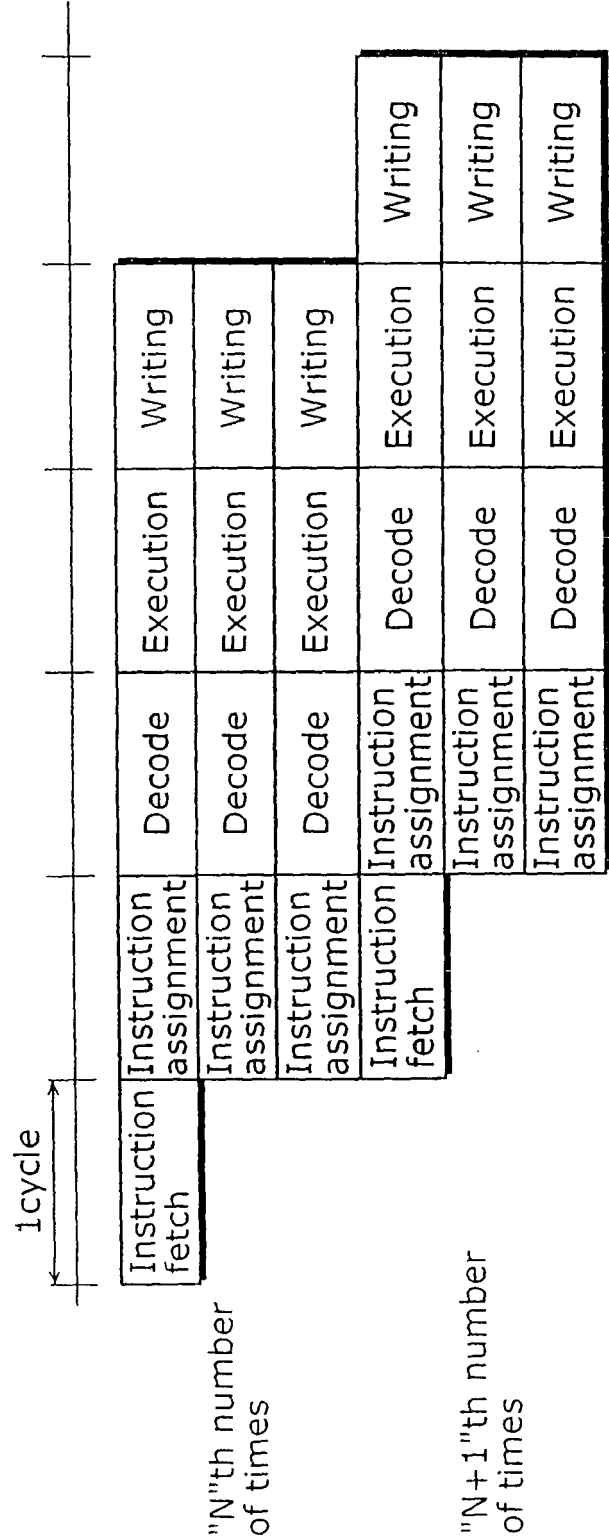 1cycle
Instruction
fetch
Instruction
assignment
Decode
Execution
Writing
"N"th number
of times
Instruction
assignment
Decode
Execution
Writing
Instruction
assignment
Decode
Execution
Writing
Instruction
fetch
Instruction
assignment
Decode
Execution
Writing
"N+1"th number
of times
Instruction
assignment
Decode
Execution
Writing
Instruction
assignment
Decode
Execution
Writing